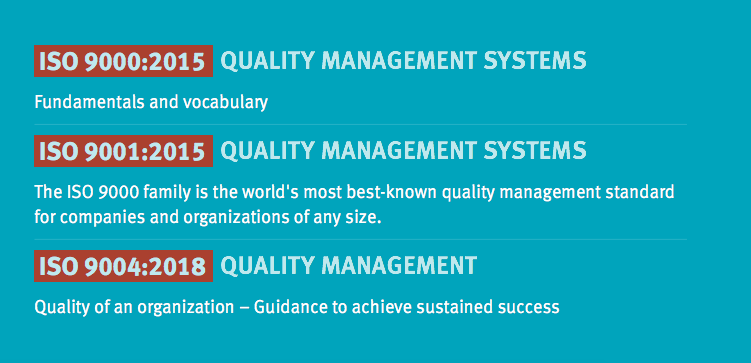 ISO 9000:2015 QUALITY MANAGEMENT SYSTEMS
Fundamentals and vocabulary
ISO 9001:2015 QUALITY MANAGEMENT SYSTEMS
The ISO 9000 family is the world's most best-known quality management standard
for companies and organizations of any size.
ISO 9004:2018 QUALITY MANAGEMENT
Quality of an organization – Guidance to achieve sustained success